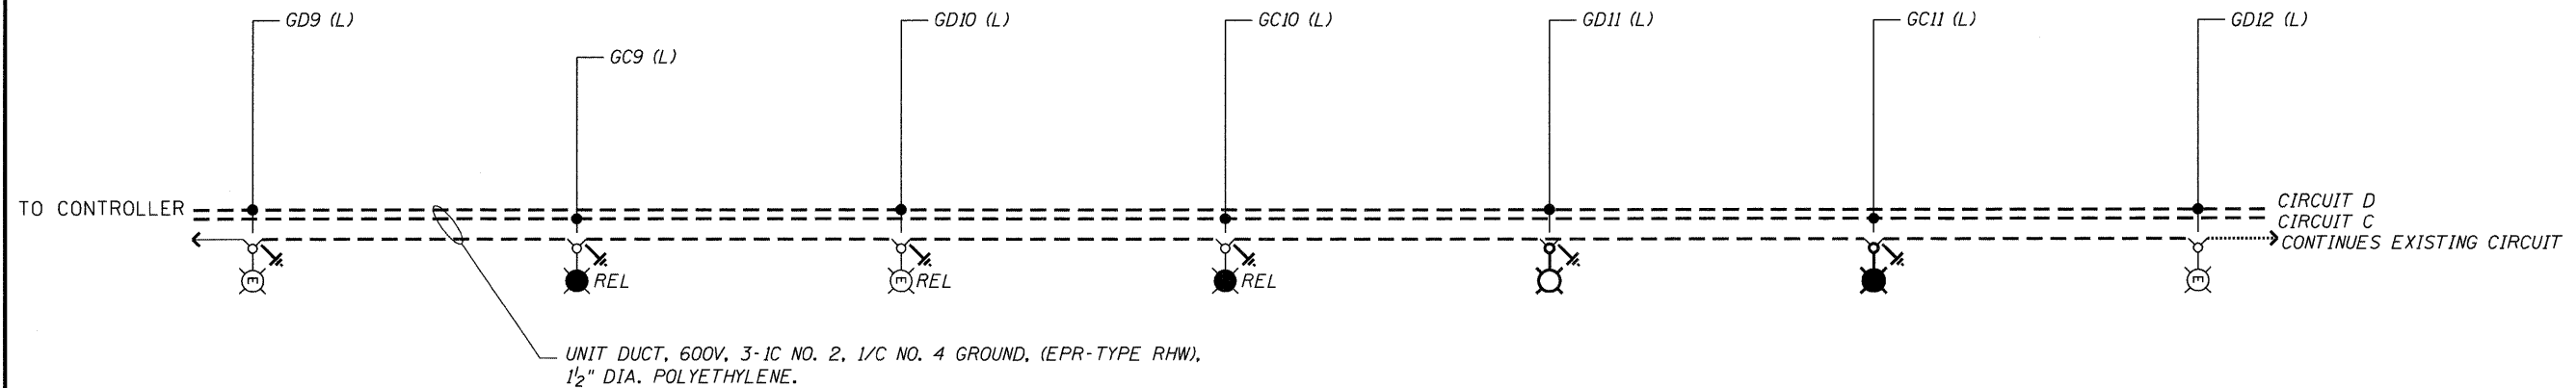 GD9 (L)
GC9 (L)
GD10 (L)
GC10 (L)
GD11 (L)
GC11 (L)
GD12 (L)
TO CONTROLLER
CIRCUIT D
CIRCUIT C
CONTINUES EXISTING CIRCUIT
E
REL
E REL
REL
E
UNIT DUCT, 600V, 3-1C NO. 2, 1/C NO. 4 GROUND, (EPR-TYPE RHW),
1½" DIA. POLYETHYLENE.